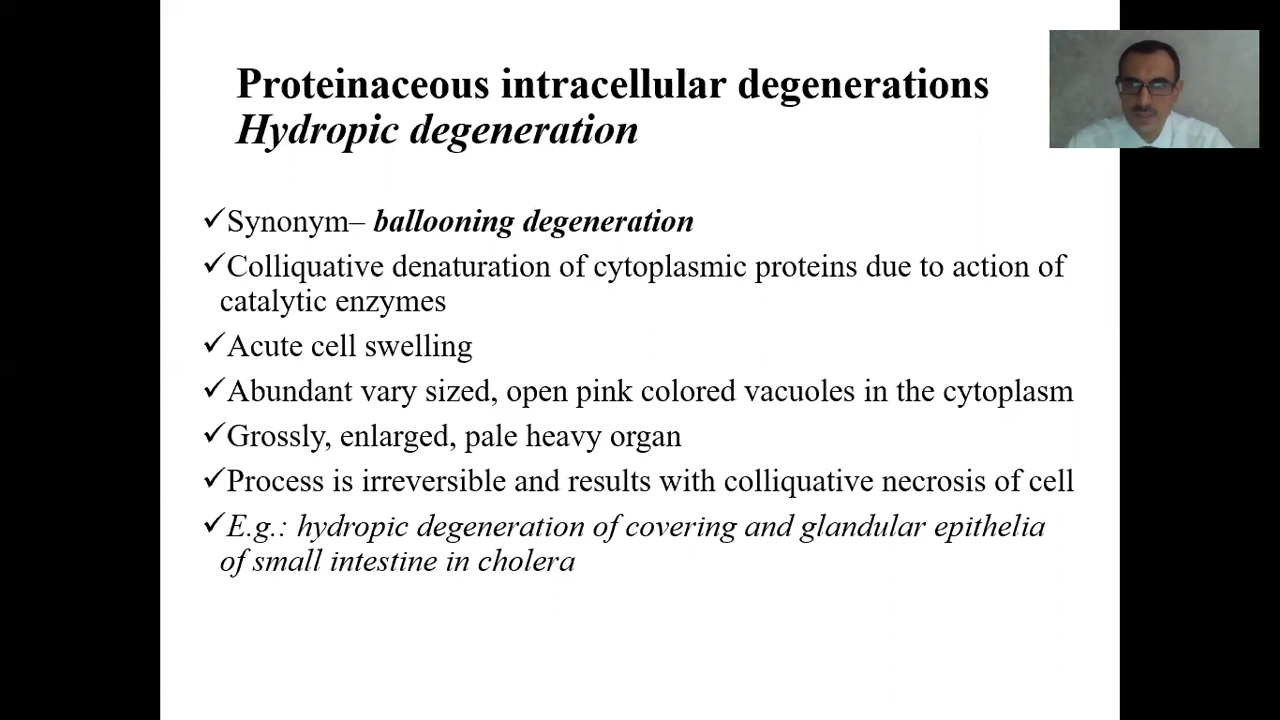 Proteinaceous intracellular degenerations
Hydropic degeneration
✓Synonym– ballooning degeneration
✓Colliquative denaturation of cytoplasmic proteins due to action of
catalytic enzymes
✓Acute cell swelling
✓Abundant vary sized, open pink colored vacuoles in the cytoplasm
✓Grossly, enlarged, pale heavy organ
✓Process is irreversible and results with colliquative necrosis of cell
✓E.g.: hydropic degeneration of covering and glandular epithelia
of small intestine in cholera